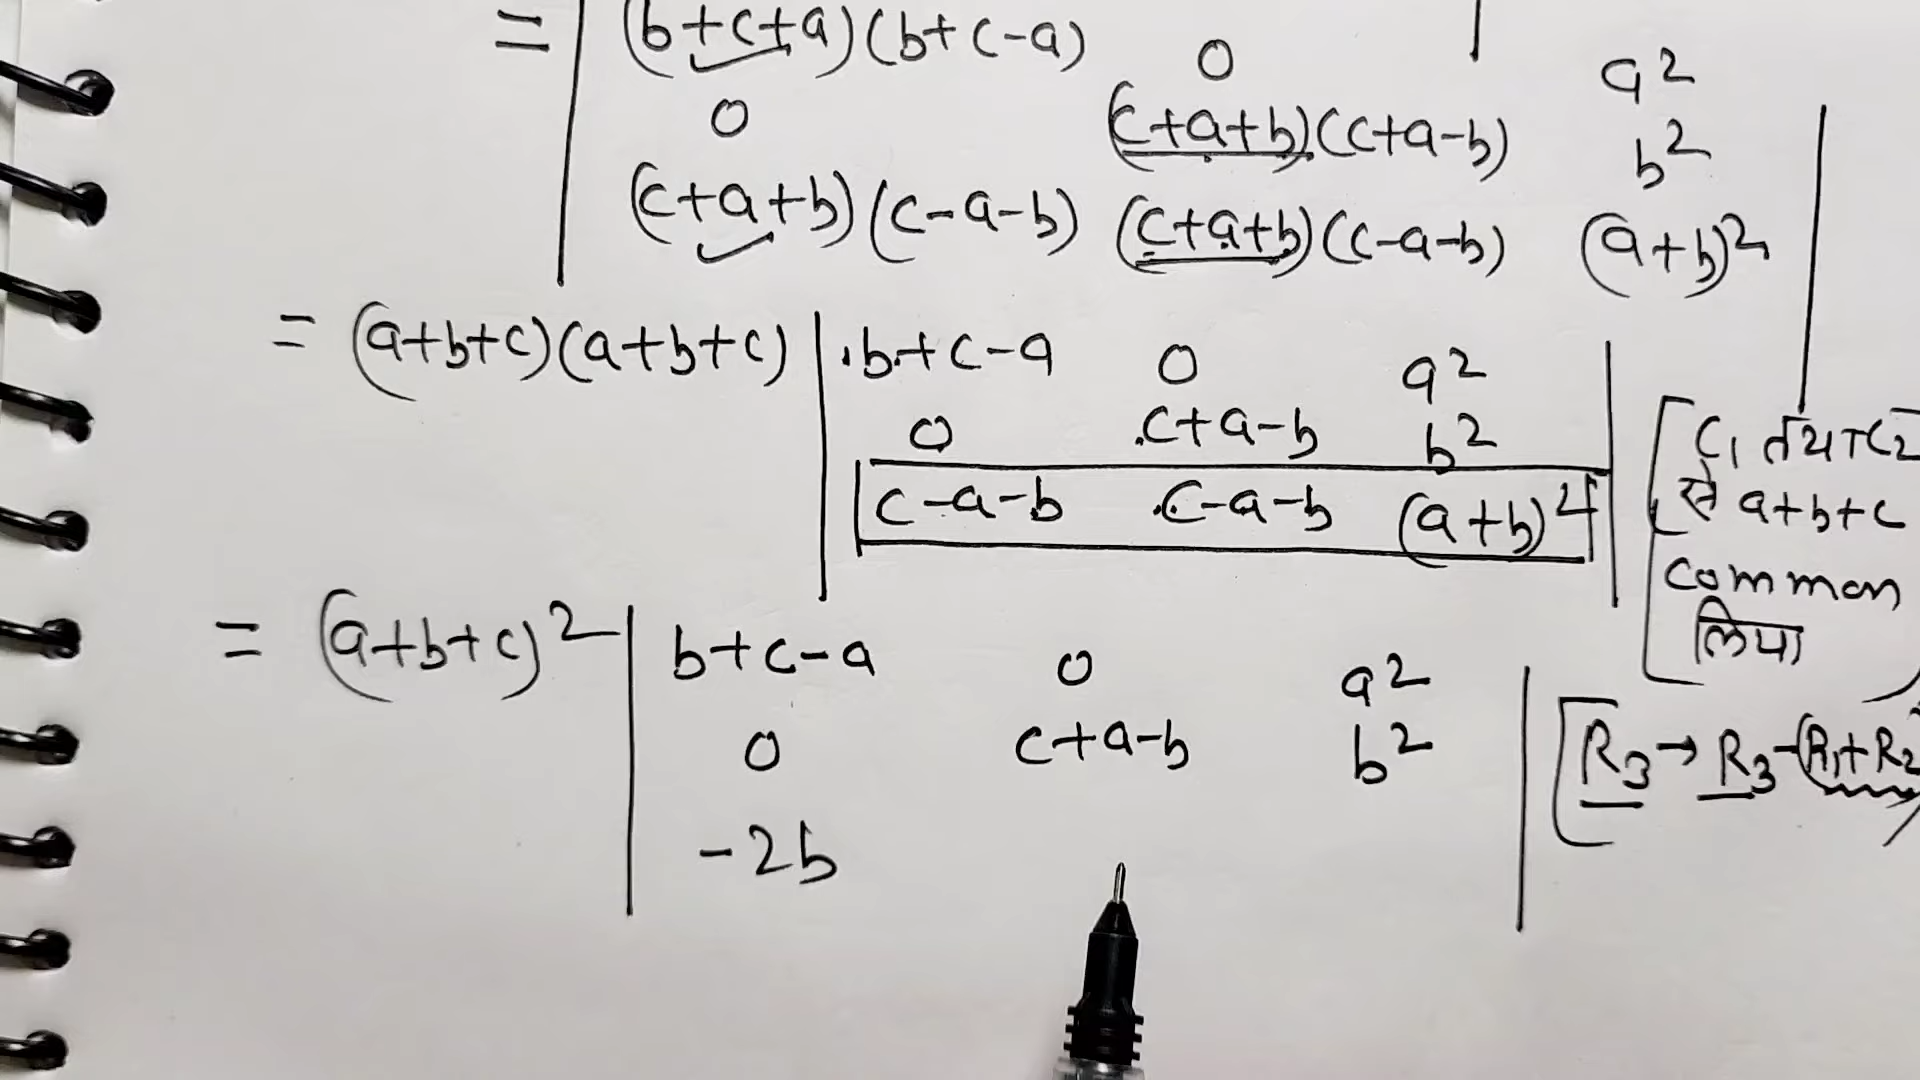 = | (b+c+a)(b+c-a) 0 a²
0 (c+a+b)(c+a-b) b²
(c+a+b)(c-a-b) (c+a+b)(c-a-b) (a+b)² |
= (a+b+c)(a+b+c) | b+c-a 0 a²
0 c+a-b b²
c-a-b c-a-b (a+b)² |
[C₁ तथा C₂
से a+b+c
common
लिया]
= (a+b+c)² | b+c-a 0 a²
0 c+a-b b²
-2b |
[R₃→R₃-(R₁+R₂